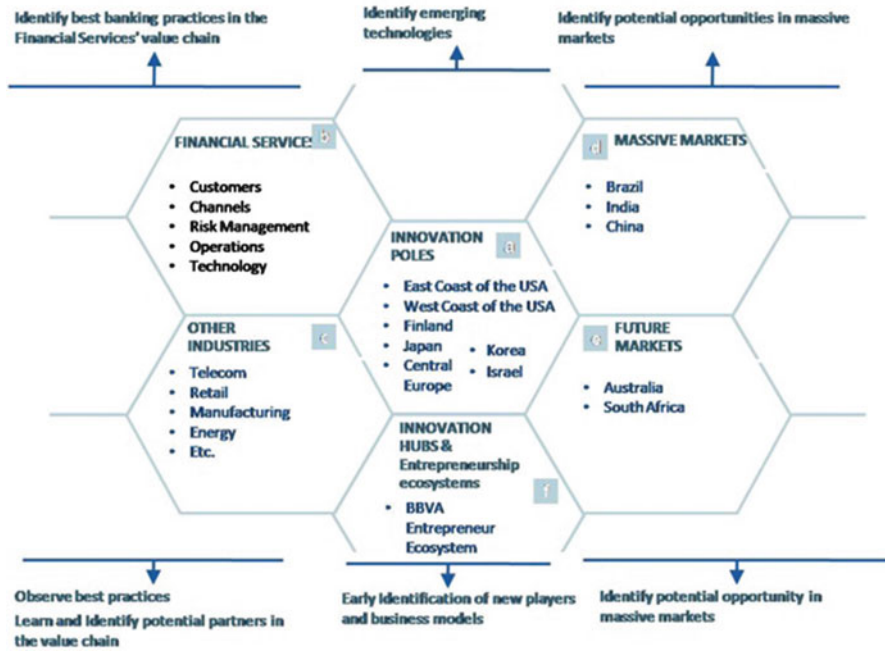 Identify best banking practices in the
Financial Services' value chain
Identify emerging
technologies
Identify potential opportunities in massive
markets
FINANCIAL SERVICES
b
• Customers
• Channels
• Risk Management
• Operations
• Technology
d
MASSIVE MARKETS
• Brazil
• India
• China
INNOVATION
POLES
a
• East Coast of the USA
• West Coast of the USA
• Finland
• Japan
• Central
Europe
• Korea
• Israel
OTHER
INDUSTRIES
c
• Telecom
• Retail
• Manufacturing
• Energy
• Etc.
e
FUTURE
MARKETS
• Australia
• South Africa
INNOVATION
HUBS &
Entrepreneurship
ecosystems
f
• BBVA
Entrepreneur
Ecosystem
Observe best practices
Learn and Identify potential partners in
the value chain
Early Identification of new players
and business models
Identify potential opportunity in
massive markets